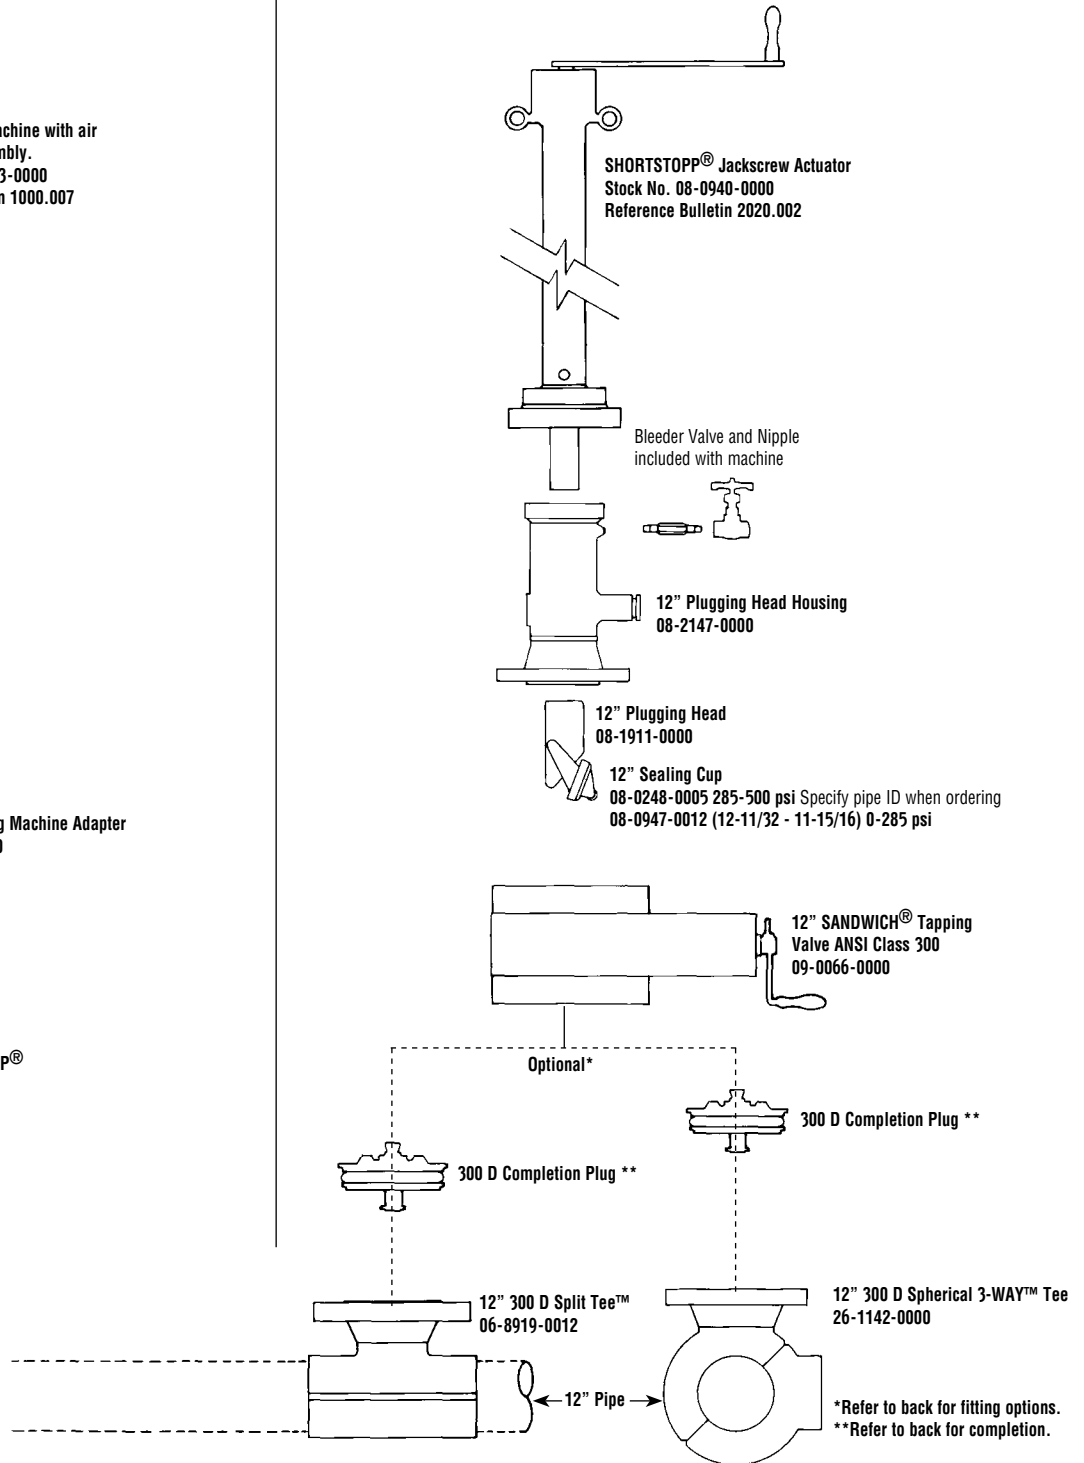 achine with air
mbly.
3-0000
n 1000.007
g Machine Adapter
0
P®
SHORTSTOPP® Jackscrew Actuator
Stock No. 08-0940-0000
Reference Bulletin 2020.002
Bleeder Valve and Nipple
included with machine
12” Plugging Head Housing
08-2147-0000
12” Plugging Head
08-1911-0000
12” Sealing Cup
08-0248-0005 285-500 psi Specify pipe ID when ordering
08-0947-0012 (12-11/32 - 11-15/16) 0-285 psi
12” SANDWICH® Tapping
Valve ANSI Class 300
09-0066-0000
Optional*
300 D Completion Plug **
300 D Completion Plug **
12” 300 D Split Tee™
06-8919-0012
12” 300 D Spherical 3-WAY™ Tee
26-1142-0000
12” Pipe
*Refer to back for fitting options.
**Refer to back for completion.